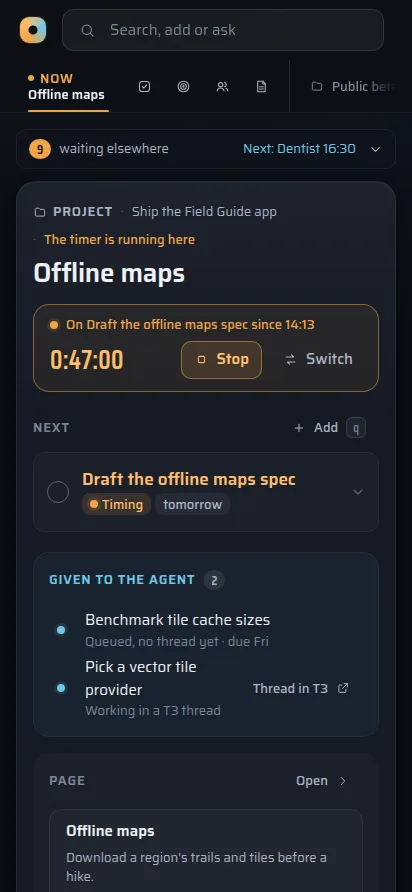 Search, add or ask
NOW
Offline maps
Public beta
9 waiting elsewhere Next: Dentist 16:30
PROJECT · Ship the Field Guide app
· The timer is running here
Offline maps
On Draft the offline maps spec since 14:13
0:47:00 Stop Switch
NEXT + Add q
Draft the offline maps spec
Timing tomorrow
GIVEN TO THE AGENT 2
Benchmark tile cache sizes
Queued, no thread yet · due Fri
Pick a vector tile
provider
Thread in T3
Working in a T3 thread
PAGE Open
Offline maps
Download a region's trails and tiles before a
hike.